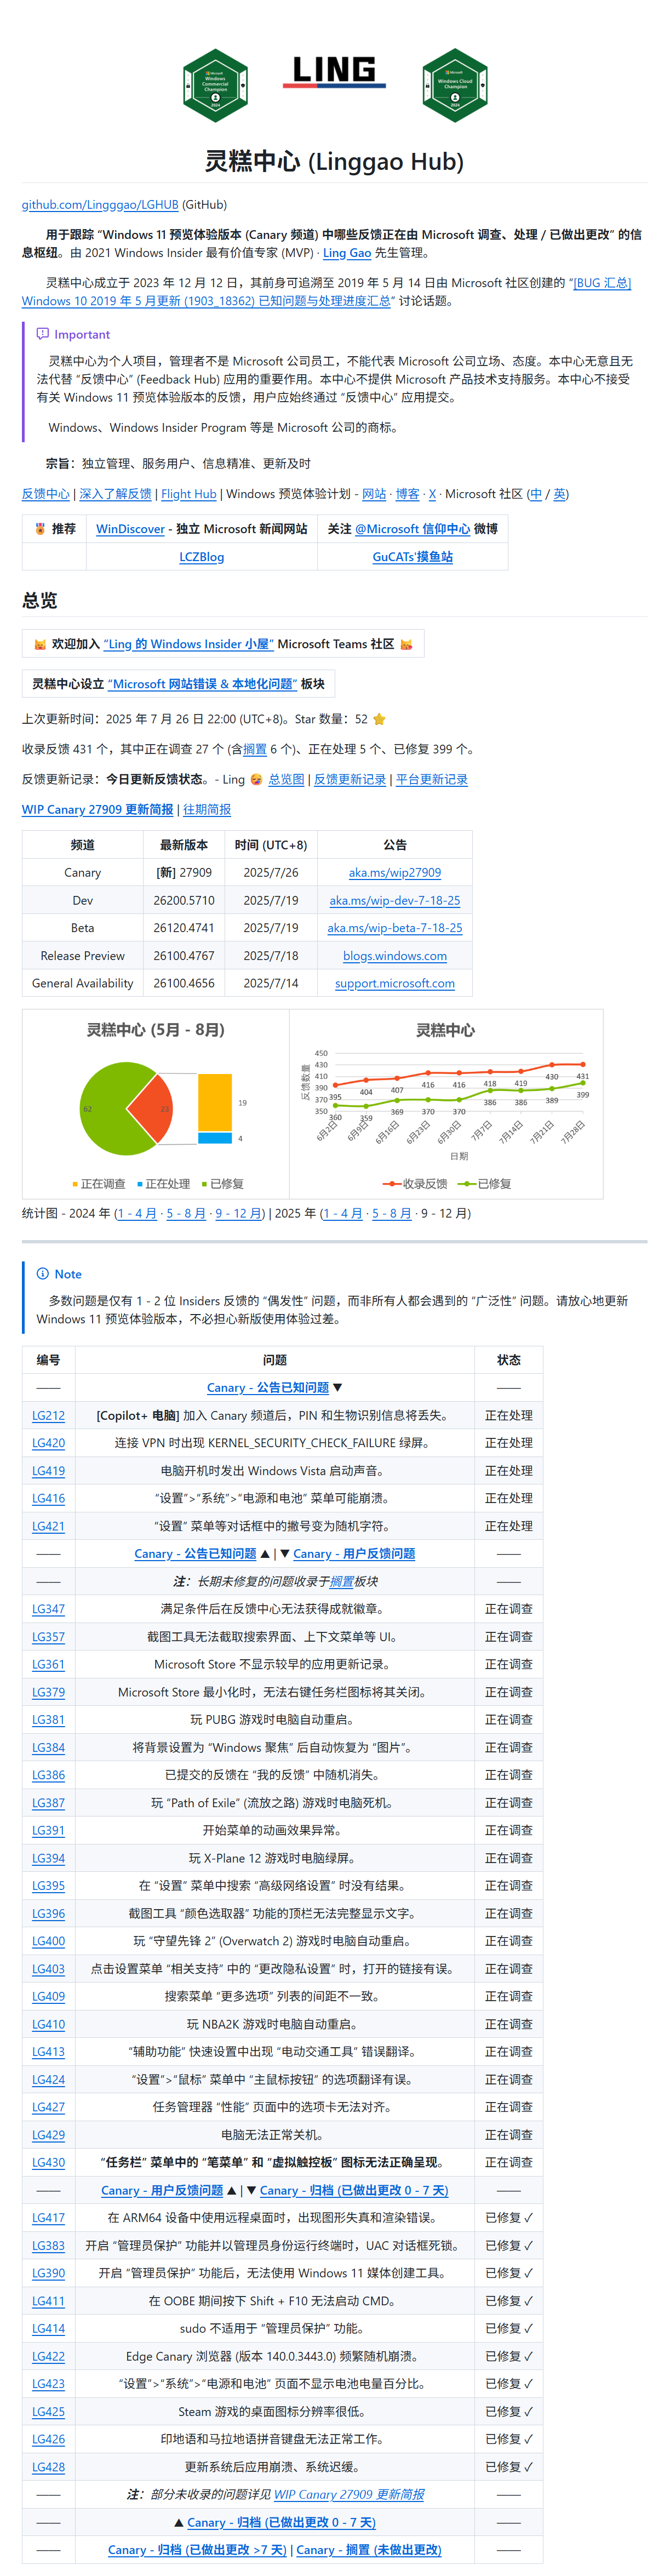 Microsoft
Windows
Commercial
Champion
2024
LING
Microsoft
Windows Cloud
Champion
2024
灵糕中心 (Linggao Hub)
github.com/Lingggao/LGHUB (GitHub)
用于跟踪 “Windows 11 预览体验版本 (Canary 频道) 中哪些反馈正在由 Microsoft 调查、处理 / 已做出更改” 的信
息枢纽。由 2021 Windows Insider 最有价值专家 (MVP) · Ling Gao 先生管理。
灵糕中心成立于 2023 年 12 月 12 日，其前身可追溯至 2019 年 5 月 14 日由 Microsoft 社区创建的 “[BUG 汇总]
Windows 10 2019 年 5 月更新 (1903_18362) 已知问题与处理进度汇总” 讨论话题。
Important
灵糕中心为个人项目，管理者不是 Microsoft 公司员工，不能代表 Microsoft 公司立场、态度。本中心无意且无
法代替 “反馈中心” (Feedback Hub) 应用的重要作用。本中心不提供 Microsoft 产品技术支持服务。本中心不接受
有关 Windows 11 预览体验版本的反馈，用户应始终通过 “反馈中心” 应用提交。
Windows、Windows Insider Program 等是 Microsoft 公司的商标。
宗旨：独立管理、服务用户、信息精准、更新及时
反馈中心 | 深入了解反馈 | Flight Hub | Windows 预览体验计划 - 网站 · 博客 · X · Microsoft 社区 (中 / 英)
🏅 推荐 WinDiscover - 独立 Microsoft 新闻网站 关注 @Microsoft 信仰中心 微博
LCZBlog GuCATs'摸鱼站
总览
欢迎加入 “Ling 的 Windows Insider 小屋” Microsoft Teams 社区
灵糕中心设立 “Microsoft 网站错误 & 本地化问题” 板块
上次更新时间：2025 年 7 月 26 日 22:00 (UTC+8)。Star 数量：52 ⭐
收录反馈 431 个，其中正在调查 27 个 (含搁置 6 个)、正在处理 5 个、已修复 399 个。
反馈更新记录：今日更新反馈状态。- Ling 总览图 | 反馈更新记录 | 平台更新记录
WIP Canary 27909 更新简报 | 往期简报
频道 最新版本 时间 (UTC+8) 公告
Canary [新] 27909 2025/7/26 aka.ms/wip27909
Dev 26200.5710 2025/7/19 aka.ms/wip-dev-7-18-25
Beta 26120.4741 2025/7/19 aka.ms/wip-beta-7-18-25
Release Preview 26100.4767 2025/7/18 blogs.windows.com
General Availability 26100.4656 2025/7/14 support.microsoft.com
灵糕中心 (5月 - 8月)
62 23 19 4
正在调查 正在处理 已修复
灵糕中心
反馈数量
450
430
410
390
370
350
395 404 407 416 416 418 419 430 431
360 359 369 370 370 386 386 389 399
6月2日 6月9日 6月16日 6月23日 6月30日 7月7日 7月14日 7月21日 7月28日
日期
收录反馈 已修复
统计图 - 2024 年 (1 - 4 月 · 5 - 8 月 · 9 - 12 月) | 2025 年 (1 - 4 月 · 5 - 8 月 · 9 - 12 月)
Note
多数问题是仅有 1 - 2 位 Insiders 反馈的 “偶发性” 问题，而非所有人都会遇到的 “广泛性” 问题。请放心地更新
Windows 11 预览体验版本，不必担心新版使用体验过差。
编号 问题 状态
—— Canary - 公告已知问题 ▼ ——
LG212 [Copilot+ 电脑] 加入 Canary 频道后，PIN 和生物识别信息将丢失。 正在处理
LG420 连接 VPN 时出现 KERNEL_SECURITY_CHECK_FAILURE 绿屏。 正在处理
LG419 电脑开机时发出 Windows Vista 启动声音。 正在处理
LG416 “设置”>“系统”>“电源和电池” 菜单可能崩溃。 正在处理
LG421 “设置” 菜单等对话框中的撇号变为随机字符。 正在处理
—— Canary - 公告已知问题 ▲ | ▼ Canary - 用户反馈问题 ——
—— 注：长期未修复的问题收录于搁置板块 ——
LG347 满足条件后在反馈中心无法获得成就徽章。 正在调查
LG357 截图工具无法截取搜索界面、上下文菜单等 UI。 正在调查
LG361 Microsoft Store 不显示较早的应用更新记录。 正在调查
LG379 Microsoft Store 最小化时，无法右键任务栏图标将其关闭。 正在调查
LG381 玩 PUBG 游戏时电脑自动重启。 正在调查
LG384 将背景设置为 “Windows 聚焦” 后自动恢复为 “图片”。 正在调查
LG386 已提交的反馈在 “我的反馈” 中随机消失。 正在调查
LG387 玩 “Path of Exile” (流放之路) 游戏时电脑死机。 正在调查
LG391 开始菜单的动画效果异常。 正在调查
LG394 玩 X-Plane 12 游戏时电脑绿屏。 正在调查
LG395 在 “设置” 菜单中搜索 “高级网络设置” 时没有结果。 正在调查
LG396 截图工具 “颜色选取器” 功能的顶栏无法完整显示文字。 正在调查
LG400 玩 “守望先锋 2” (Overwatch 2) 游戏时电脑自动重启。 正在调查
LG403 点击设置菜单 “相关支持” 中的 “更改隐私设置” 时，打开的链接有误。 正在调查
LG409 搜索菜单 “更多选项” 列表的间距不一致。 正在调查
LG410 玩 NBA2K 游戏时电脑自动重启。 正在调查
LG413 “辅助功能” 快速设置中出现 “电动交通工具” 错误翻译。 正在调查
LG424 “设置”>“鼠标” 菜单中 “主鼠标按钮” 的选项翻译有误。 正在调查
LG427 任务管理器 “性能” 页面中的选项卡无法对齐。 正在调查
LG429 电脑无法正常关机。 正在调查
LG430 “任务栏” 菜单中的 “笔菜单” 和 “虚拟触控板” 图标无法正确呈现。 正在调查
—— Canary - 用户反馈问题 ▲ | ▼ Canary - 归档 (已做出更改 0 - 7 天) ——
LG417 在 ARM64 设备中使用远程桌面时，出现图形失真和渲染错误。 已修复 ✓
LG383 开启 “管理员保护” 功能并以管理员身份运行终端时，UAC 对话框死锁。 已修复 ✓
LG390 开启 “管理员保护” 功能后，无法使用 Windows 11 媒体创建工具。 已修复 ✓
LG411 在 OOBE 期间按下 Shift + F10 无法启动 CMD。 已修复 ✓
LG414 sudo 不适用于 “管理员保护” 功能。 已修复 ✓
LG422 Edge Canary 浏览器 (版本 140.0.3443.0) 频繁随机崩溃。 已修复 ✓
LG423 “设置”>“系统”>“电源和电池” 页面不显示电池电量百分比。 已修复 ✓
LG425 Steam 游戏的桌面图标分辨率很低。 已修复 ✓
LG426 印地语和马拉地语拼音键盘无法正常工作。 已修复 ✓
LG428 更新系统后应用崩溃、系统迟缓。 已修复 ✓
—— 注：部分未收录的问题详见 WIP Canary 27909 更新简报 ——
—— ▲ Canary - 归档 (已做出更改 0 - 7 天) ——
—— Canary - 归档 (已做出更改 >7 天) | Canary - 搁置 (未做出更改) ——